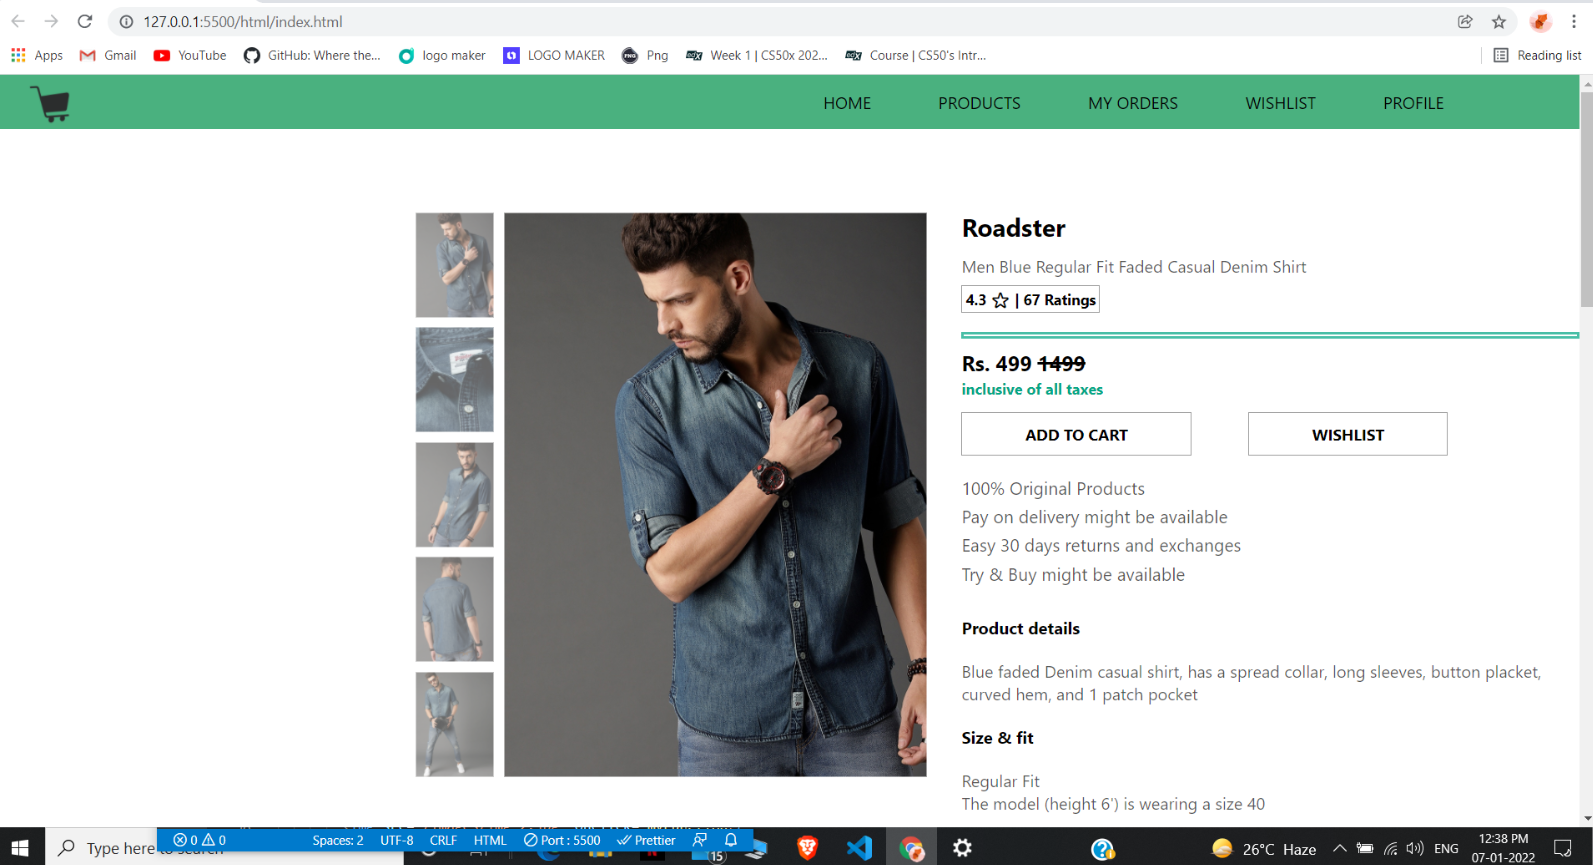 127.0.0.1:5500/html/index.html
Apps Gmail YouTube GitHub: Where the... logo maker LOGO MAKER PNG Png Week 1 | CS50x 202... Course | CS50's Intr... Reading list
HOME PRODUCTS MY ORDERS WISHLIST PROFILE
Roadster
Men Blue Regular Fit Faded Casual Denim Shirt
4.3 | 67 Ratings
Rs. 499 1499
inclusive of all taxes
ADD TO CART WISHLIST
100% Original Products
Pay on delivery might be available
Easy 30 days returns and exchanges
Try & Buy might be available
Product details
Blue faded Denim casual shirt, has a spread collar, long sleeves, button placket,
curved hem, and 1 patch pocket
Size & fit
Regular Fit
The model (height 6') is wearing a size 40
0 0 Spaces: 2 UTF-8 CRLF HTML Port : 5500 Prettier
Type here to search 15 26°C Haze ENG
12:38 PM
07-01-2022